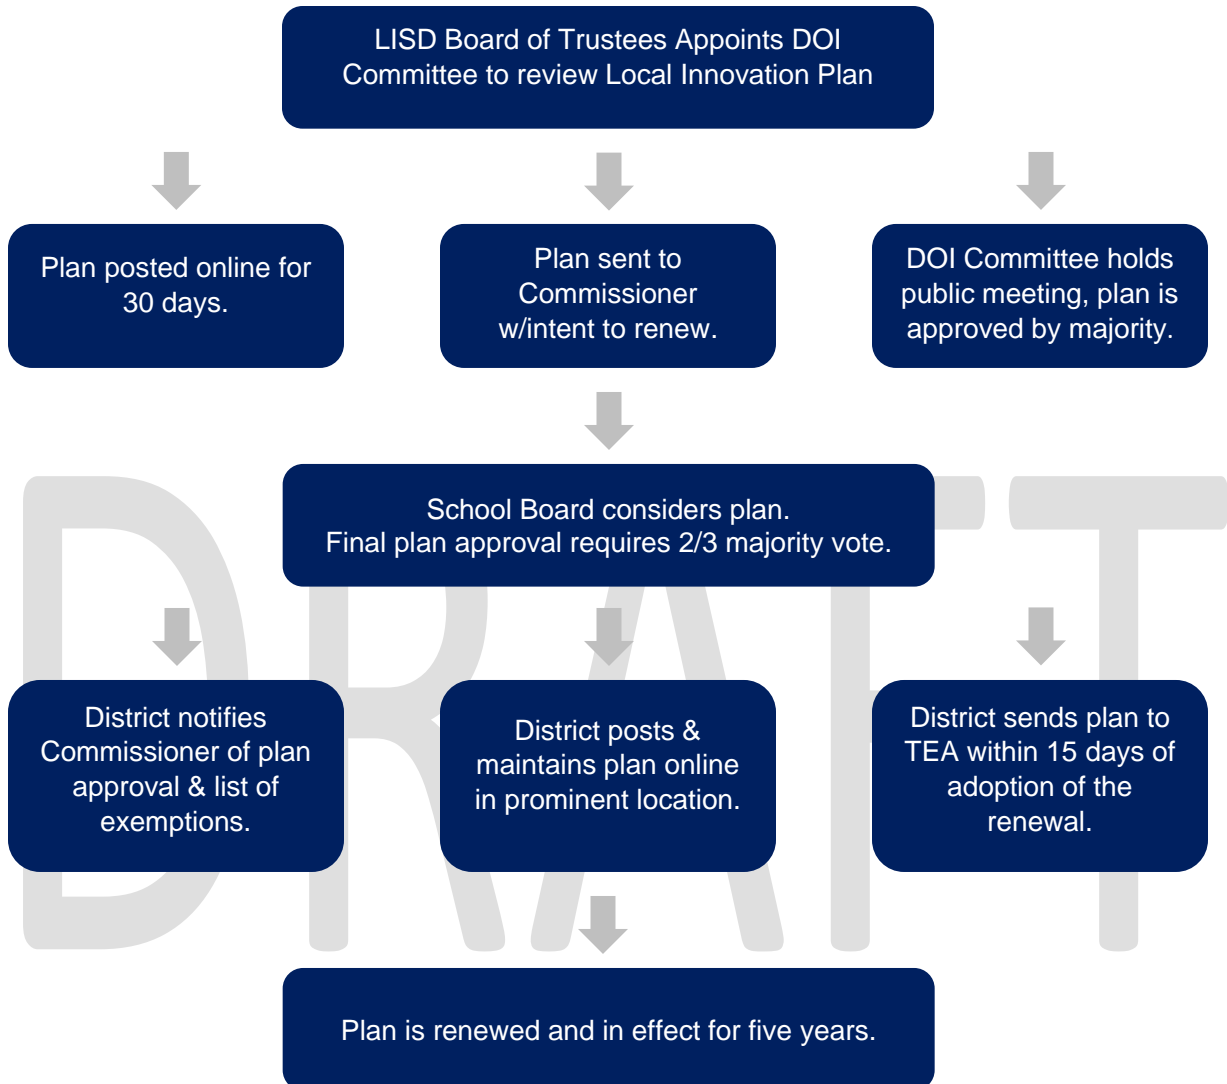 LISD Board of Trustees Appoints DOI
Committee to review Local Innovation Plan
Plan posted online for
30 days.
Plan sent to
Commissioner
w/intent to renew.
DOI Committee holds
public meeting, plan is
approved by majority.
School Board considers plan.
Final plan approval requires 2/3 majority vote.
District notifies
Commissioner of plan
approval & list of
exemptions.
District posts &
maintains plan online
in prominent location.
District sends plan to
TEA within 15 days of
adoption of the
renewal.
Plan is renewed and in effect for five years.
DRAFT